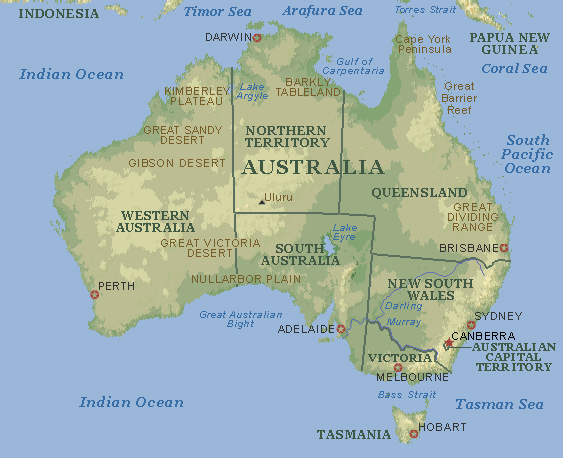 INDONESIA
Timor Sea
Arafura Sea
Torres Strait
PAPUA NEW
GUINEA
DARWIN
Cape York
Peninsula
Indian Ocean
Gulf of
Carpentaria
Coral Sea
KIMBERLEY
PLATEAU
Lake
Argyle
BARKLY
TABLELAND
Great
Barrier
Reef
GREAT SANDY
DESERT
NORTHERN
TERRITORY
South
Pacific
Ocean
GIBSON DESERT
AUSTRALIA
Uluru
QUEENSLAND
WESTERN
AUSTRALIA
GREAT
DIVIDING
RANGE
GREAT VICTORIA
DESERT
SOUTH
AUSTRALIA
Lake
Eyre
BRISBANE
NULLARBOR PLAIN
PERTH
NEW SOUTH
WALES
Darling
Great Australian
Bight
ADELAIDE
Murray
SYDNEY
CANBERRA
AUSTRALIAN
CAPITAL
TERRITORY
VICTORIA
MELBOURNE
Indian Ocean
Bass Strait
Tasman Sea
TASMANIA
HOBART